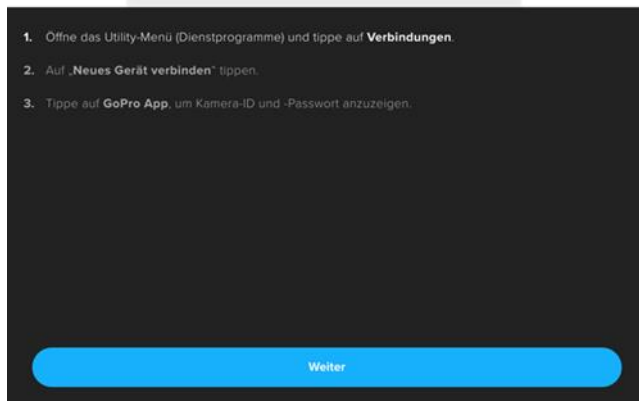 1. Öffne das Utility-Menü (Dienstprogramme) und tippe auf Verbindungen.
2. Auf „Neues Gerät verbinden“ tippen.
3. Tippe auf GoPro App, um Kamera-ID und -Passwort anzuzeigen.
Weiter